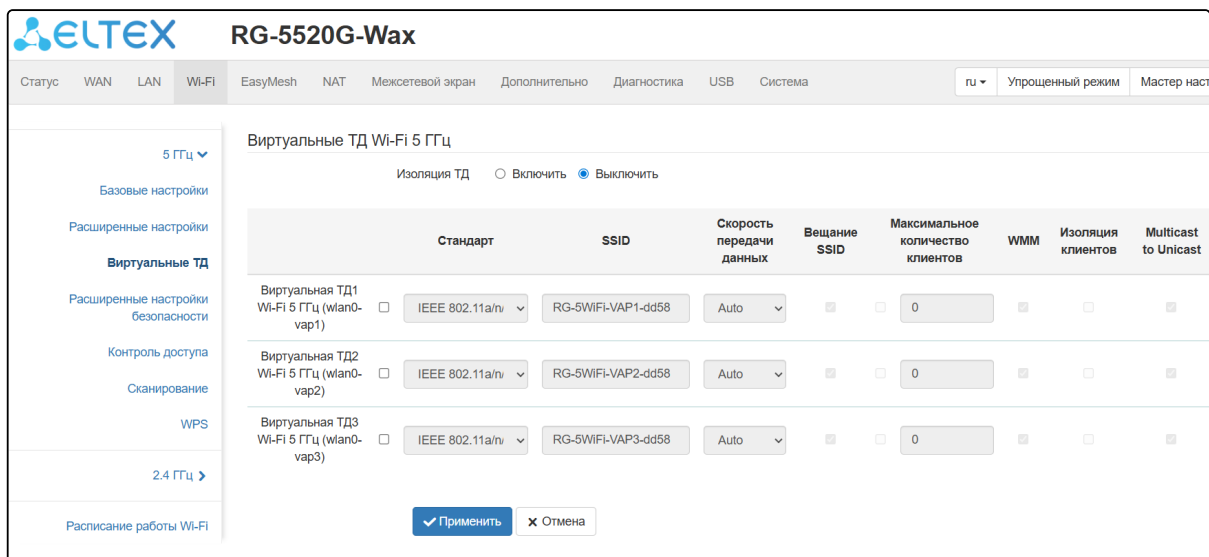 ELTEX RG-5520G-Wax
Статус WAN LAN Wi-Fi EasyMesh NAT Межсетевой экран Дополнительно Диагностика USB Система ru Упрощенный режим Мастер наст
5 ГГц
Базовые настройки
Расширенные настройки
Виртуальные ТД
Расширенные настройки
безопасности
Контроль доступа
Сканирование
WPS
2.4 ГГц
Расписание работы Wi-Fi
Виртуальные ТД Wi-Fi 5 ГГц
Изоляция ТД Включить Выключить
Стандарт SSID Скорость передачи данных Вещание SSID Максимальное количество клиентов WMM Изоляция клиентов Multicast to Unicast
Виртуальная ТД1 Wi-Fi 5 ГГц (wlan0-vap1) IEEE 802.11a/n/ RG-5WiFi-VAP1-dd58 Auto 0
Виртуальная ТД2 Wi-Fi 5 ГГц (wlan0-vap2) IEEE 802.11a/n/ RG-5WiFi-VAP2-dd58 Auto 0
Виртуальная ТД3 Wi-Fi 5 ГГц (wlan0-vap3) IEEE 802.11a/n/ RG-5WiFi-VAP3-dd58 Auto 0
Применить Отмена